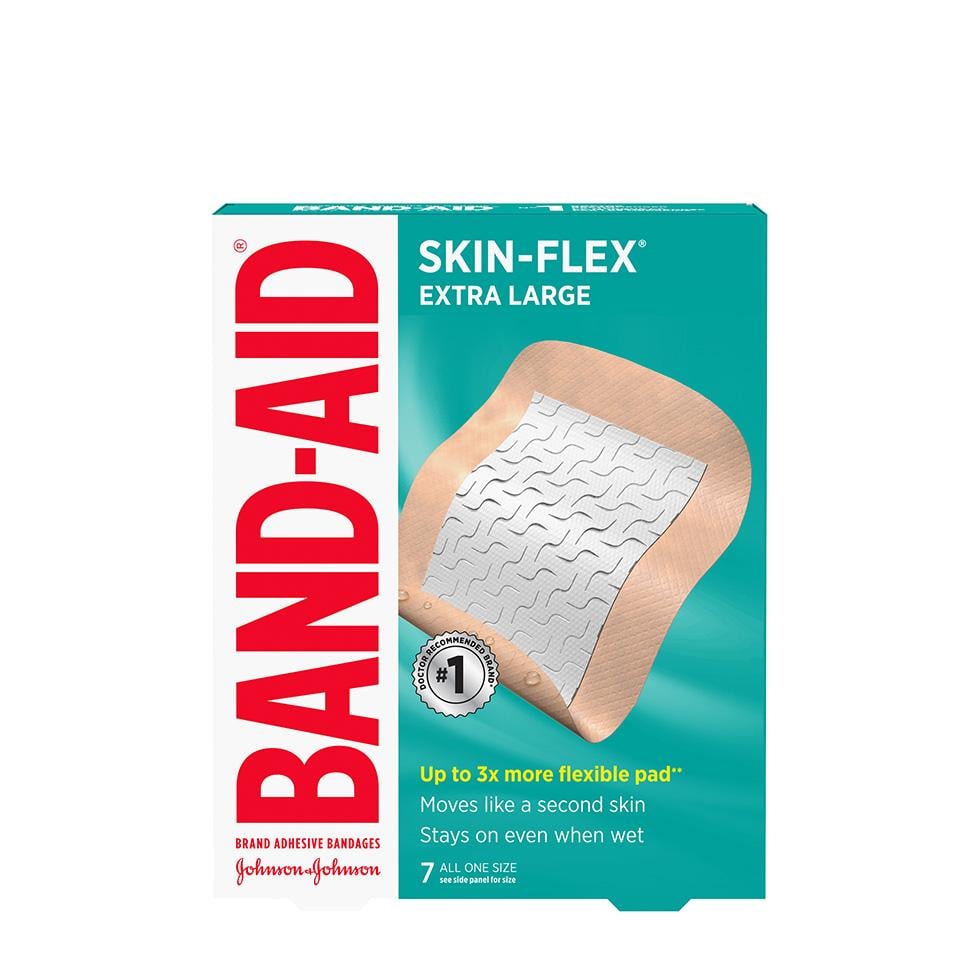 BAND-AID
BAND-AID®
BRAND ADHESIVE BANDAGES
Johnson & Johnson
SKIN-FLEX®
EXTRA LARGE
DOCTOR RECOMMENDED BRAND
#1
Up to 3x more flexible pad**
Moves like a second skin
Stays on even when wet
7 ALL ONE SIZE
see side panel for size